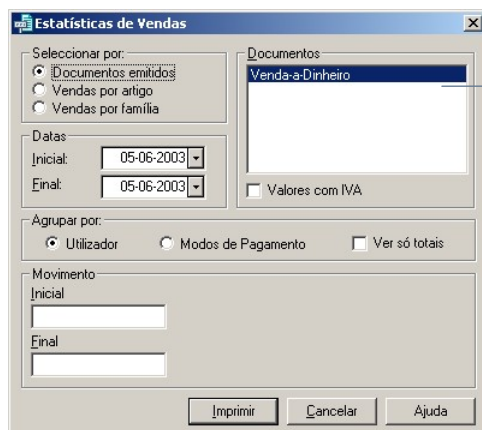 Estatísticas de Vendas
Seleccionar por:
Documentos emitidos
Vendas por artigo
Vendas por família
Documentos
Venda-a-Dinheiro
Datas
Inicial: 05-06-2003
Final: 05-06-2003
Valores com IVA
Agrupar por:
Utilizador Modos de Pagamento Ver só totais
Movimento
Inicial
Final
Imprimir Cancelar Ajuda